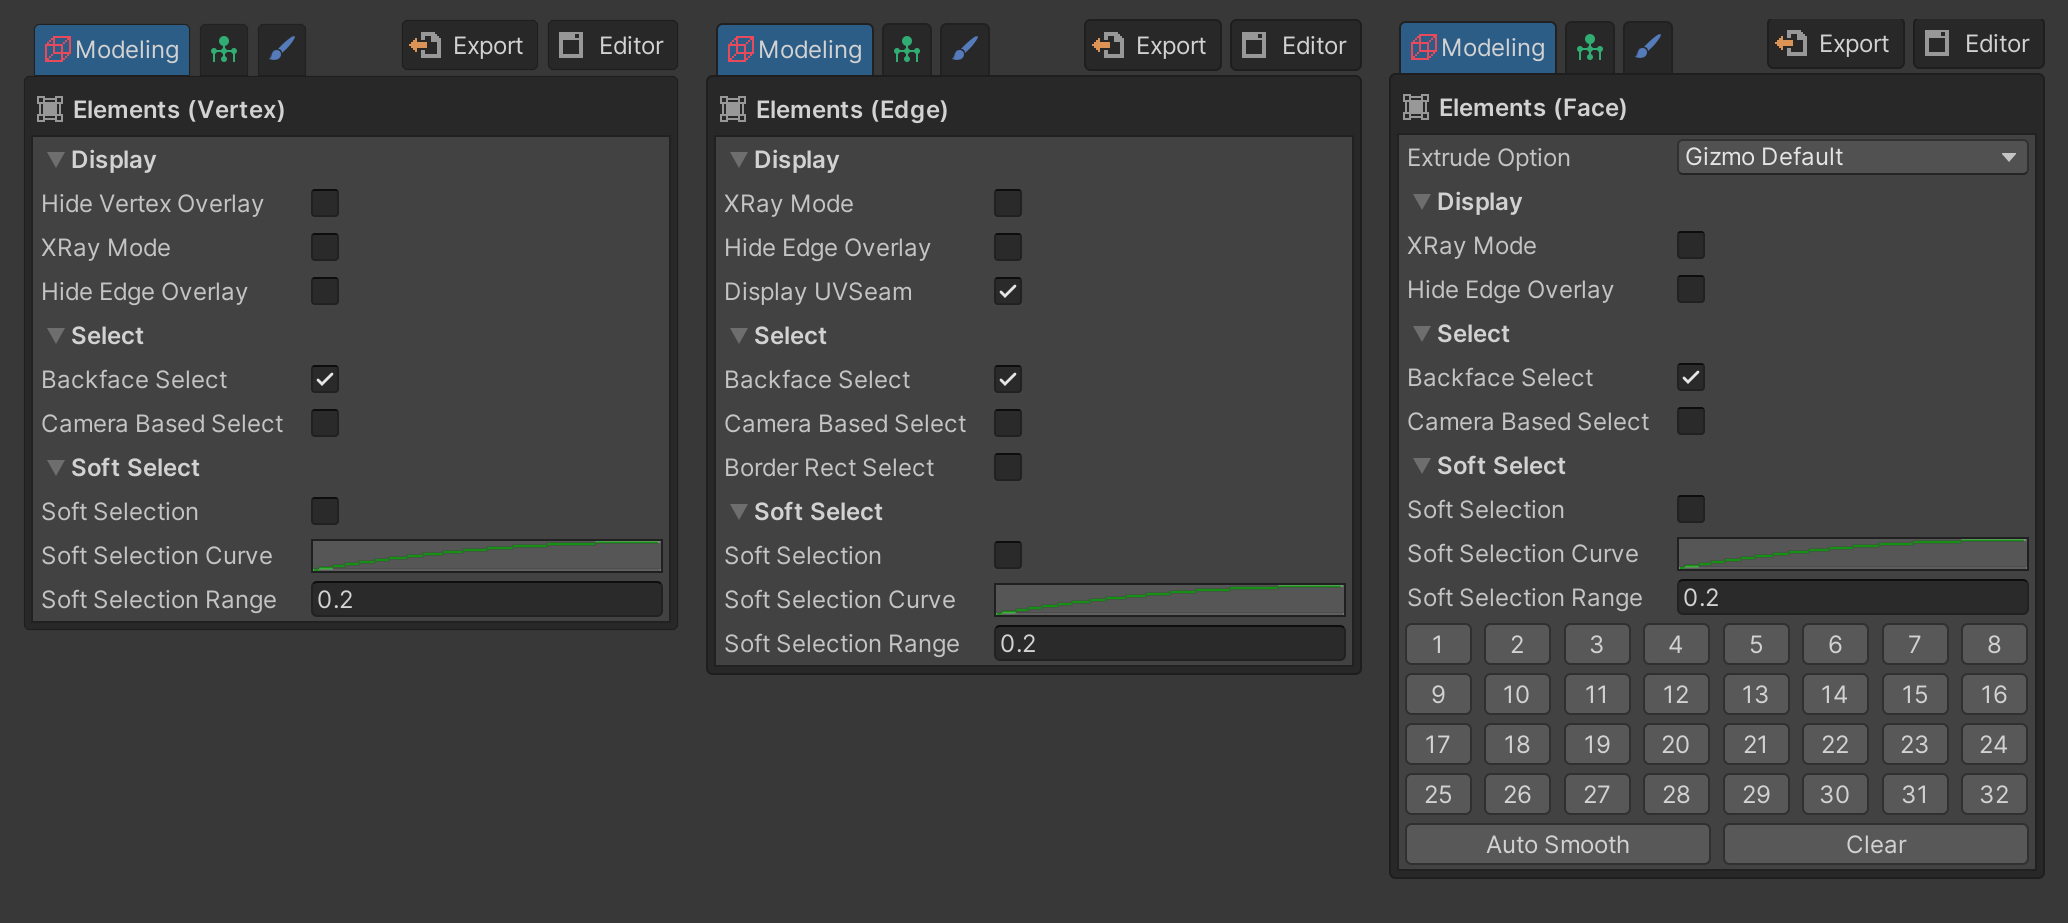 Modeling
Export
Editor
Elements (Vertex)
Display
Hide Vertex Overlay
XRay Mode
Hide Edge Overlay
Select
Backface Select
Camera Based Select
Soft Select
Soft Selection
Soft Selection Curve
Soft Selection Range 0.2
Modeling
Export
Editor
Elements (Edge)
Display
XRay Mode
Hide Edge Overlay
Display UVSeam
Select
Backface Select
Camera Based Select
Border Rect Select
Soft Select
Soft Selection
Soft Selection Curve
Soft Selection Range 0.2
Modeling
Export
Editor
Elements (Face)
Extrude Option Gizmo Default
Display
XRay Mode
Hide Edge Overlay
Select
Backface Select
Camera Based Select
Soft Select
Soft Selection
Soft Selection Curve
Soft Selection Range 0.2
1 2 3 4 5 6 7 8
9 10 11 12 13 14 15 16
17 18 19 20 21 22 23 24
25 26 27 28 29 30 31 32
Auto Smooth Clear